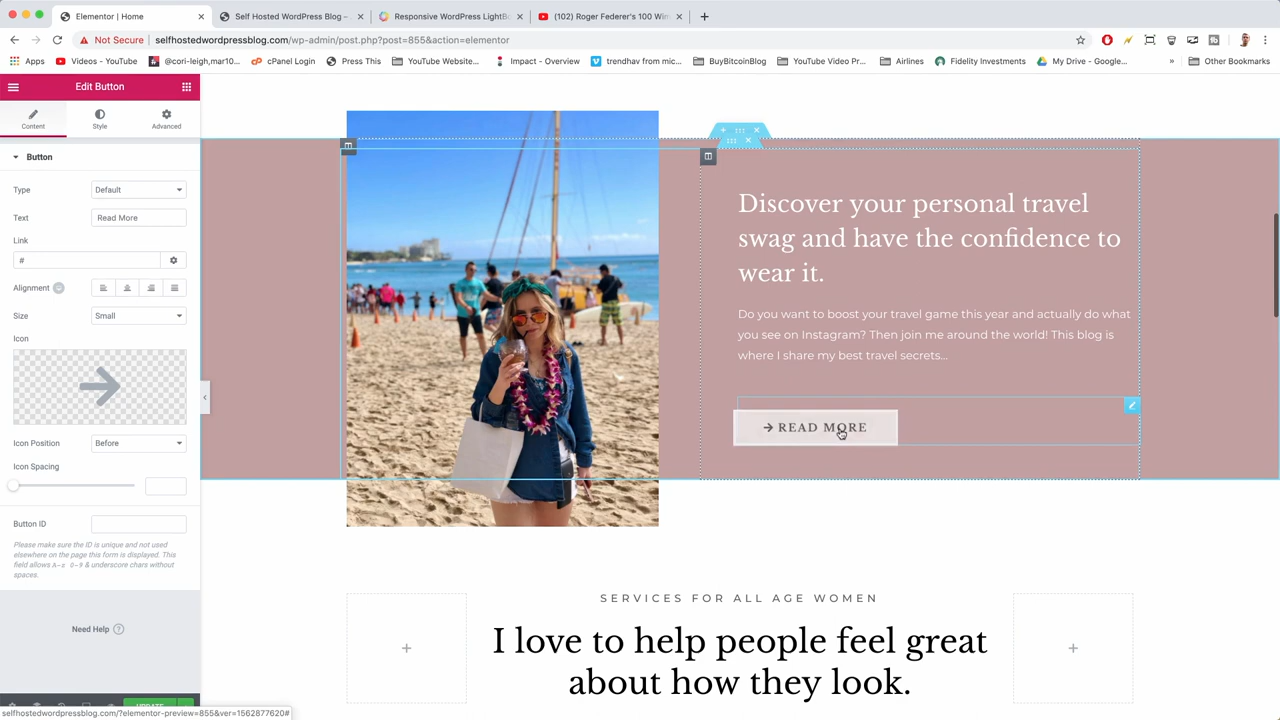 Elementor | Home
Self Hosted WordPress Blog – .
Responsive WordPress LightBo
(102) Roger Federer's 100 Win
Not Secure | selfhostedwordpressblog.com/wp-admin/post.php?post=855&action=elementor
Apps Videos - YouTube @cori-leigh,mar10... cPanel Login Press This YouTube Website... Impact - Overview trendhav from mic... BuyBitcoinBlog YouTube Video Pr... Airlines Fidelity Investments My Drive - Google... » Other Bookmarks
Edit Button
Content Style Advanced
Button
Type Default
Text Read More
Link
#
Alignment
Size Small
Icon
Icon Position Before
Icon Spacing
Button ID
Please make sure the ID is unique and not used
elsewhere on the page this form is displayed. This
field allows A-z 0-9 & underscore chars without
spaces.
Need Help ?
UPDATE
selfhostedwordpressblog.com/?elementor-preview=855&ver=1562877620#
Discover your personal travel
swag and have the confidence to
wear it.
Do you want to boost your travel game this year and actually do what
you see on Instagram? Then join me around the world! This blog is
where I share my best travel secrets...
READ MORE
SERVICES FOR ALL AGE WOMEN
I love to help people feel great
about how they look.